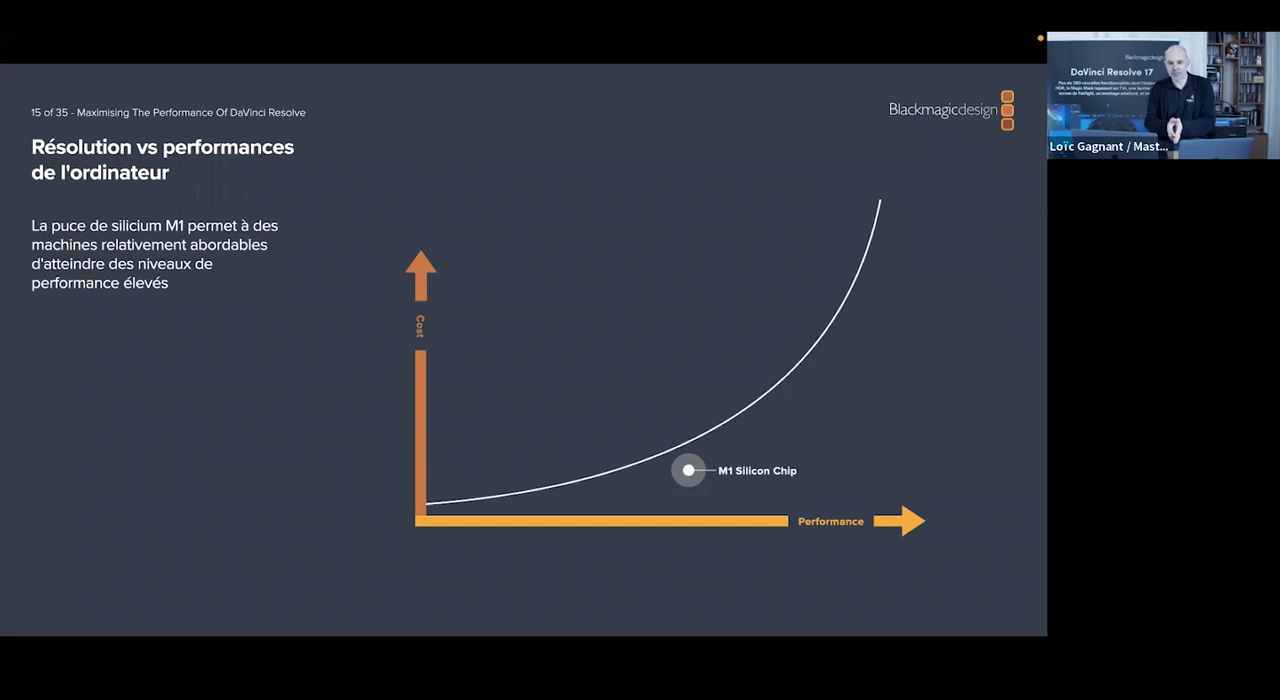 15 of 35 - Maximising The Performance Of DaVinci Resolve
Blackmagicdesign
Résolution vs performances
de l'ordinateur
La puce de silicium M1 permet à des
machines relativement abordables
d'atteindre des niveaux de
performance élevés
Cost
M1 Silicon Chip
Performance
Blackmagicdesign
DaVinci Resolve 17
Loïc Gagnant / Mast...